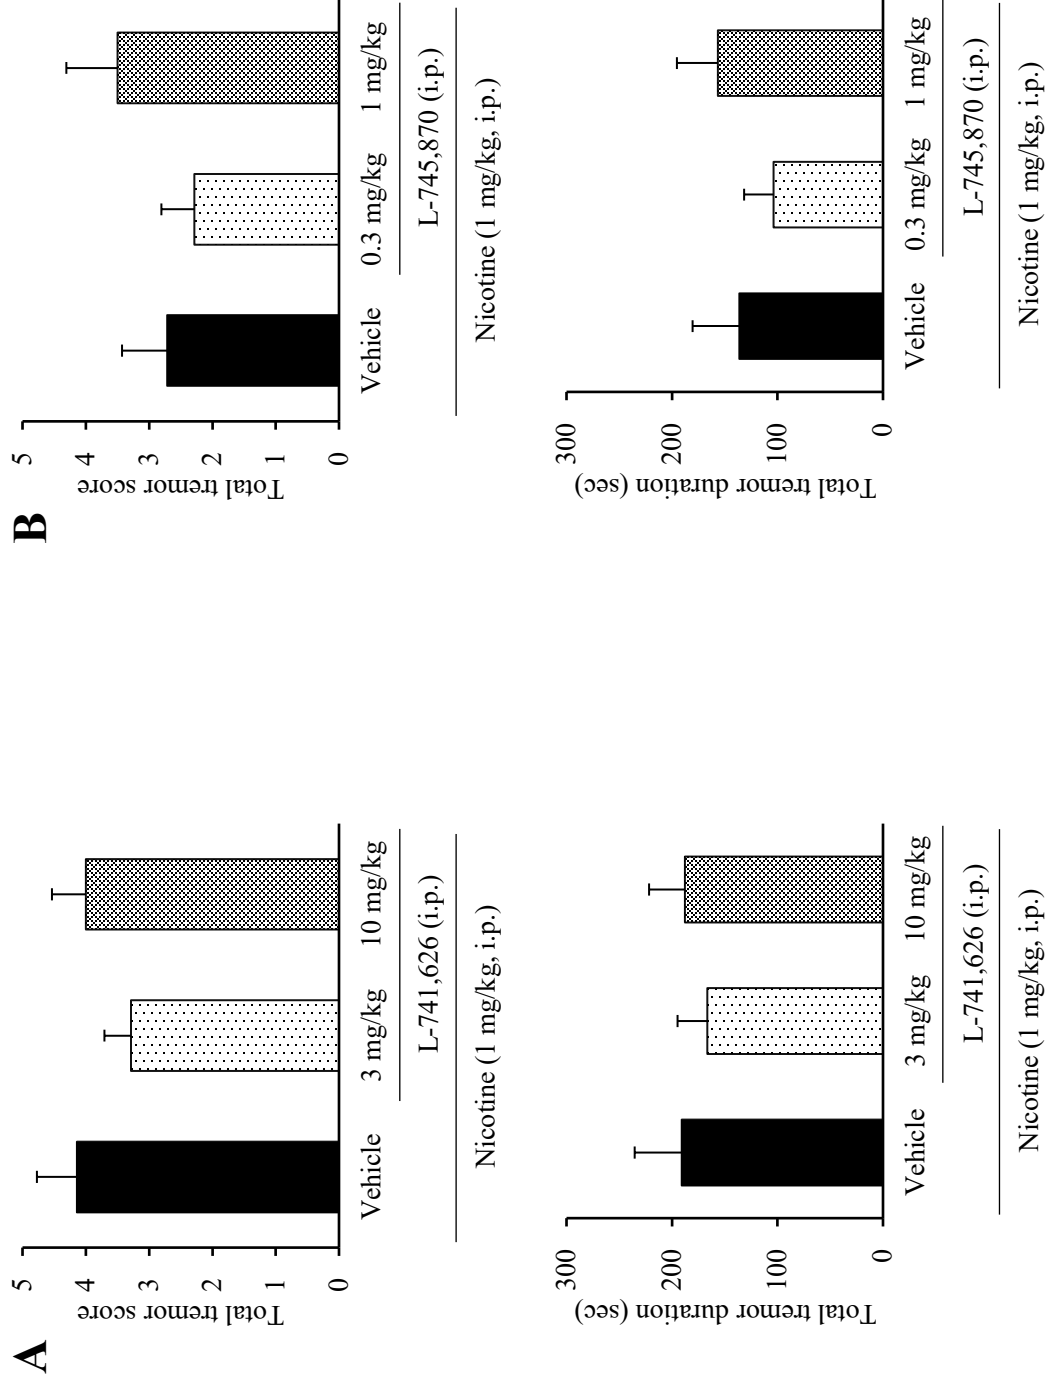 A
Total tremor score
5
4
3
2
1
0
Vehicle
3 mg/kg
10 mg/kg
L-741,626 (i.p.)
Nicotine (1 mg/kg, i.p.)
Total tremor duration (sec)
300
200
100
0
Vehicle
3 mg/kg
10 mg/kg
L-741,626 (i.p.)
Nicotine (1 mg/kg, i.p.)
B
Total tremor score
5
4
3
2
1
0
Vehicle
0.3 mg/kg
1 mg/kg
L-745,870 (i.p.)
Nicotine (1 mg/kg, i.p.)
Total tremor duration (sec)
300
200
100
0
Vehicle
0.3 mg/kg
1 mg/kg
L-745,870 (i.p.)
Nicotine (1 mg/kg, i.p.)